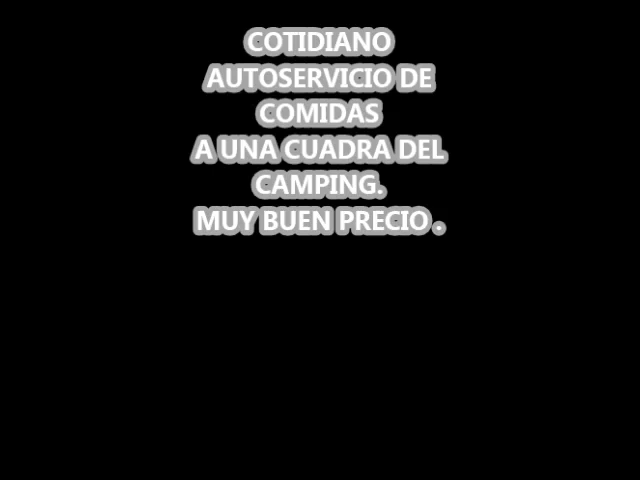 COTIDIANO
AUTOSERVICIO DE
COMIDAS
A UNA CUADRA DEL
CAMPING.
MUY BUEN PRECIO .